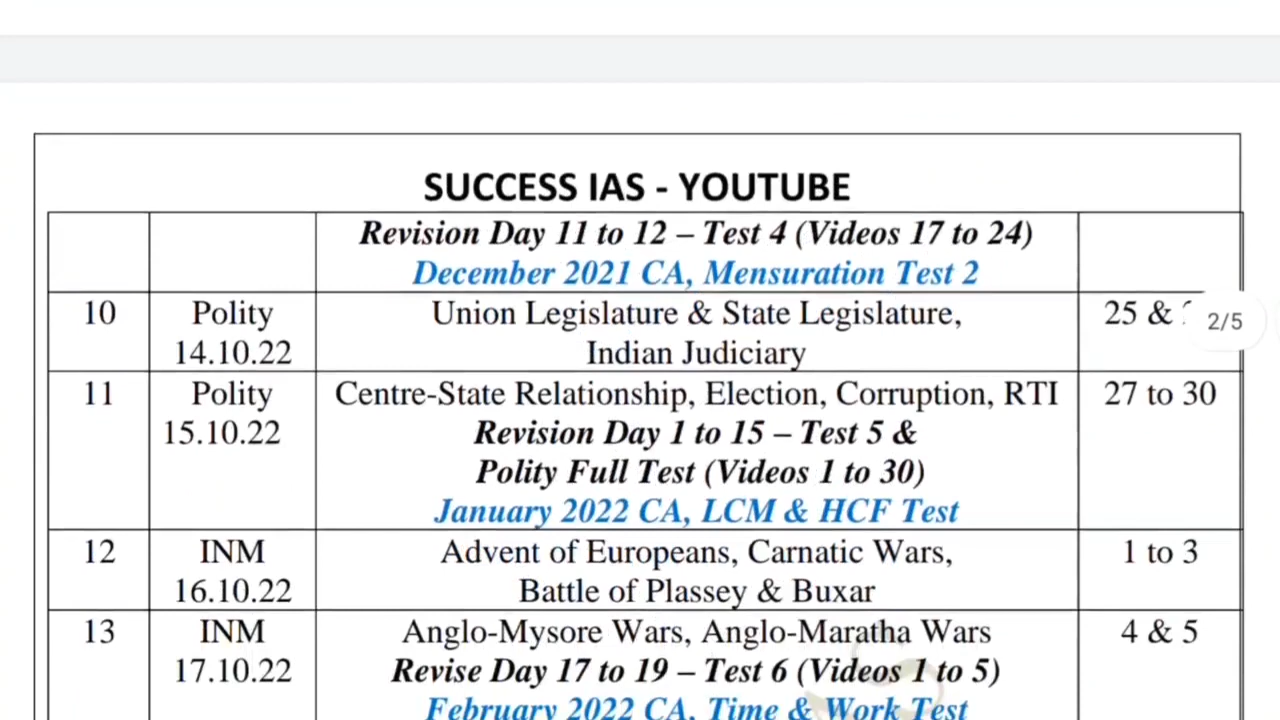 SUCCESS IAS - YOUTUBE
Revision Day 11 to 12 – Test 4 (Videos 17 to 24)
December 2021 CA, Mensuration Test 2
10 Polity Union Legislature & State Legislature, 25 &
14.10.22 Indian Judiciary
2/5
11 Polity Centre-State Relationship, Election, Corruption, RTI 27 to 30
15.10.22 Revision Day 1 to 15 – Test 5 &
Polity Full Test (Videos 1 to 30)
January 2022 CA, LCM & HCF Test
12 INM Advent of Europeans, Carnatic Wars, 1 to 3
16.10.22 Battle of Plassey & Buxar
13 INM Anglo-Mysore Wars, Anglo-Maratha Wars 4 & 5
17.10.22 Revise Day 17 to 19 – Test 6 (Videos 1 to 5)
February 2022 CA, Time & Work Test